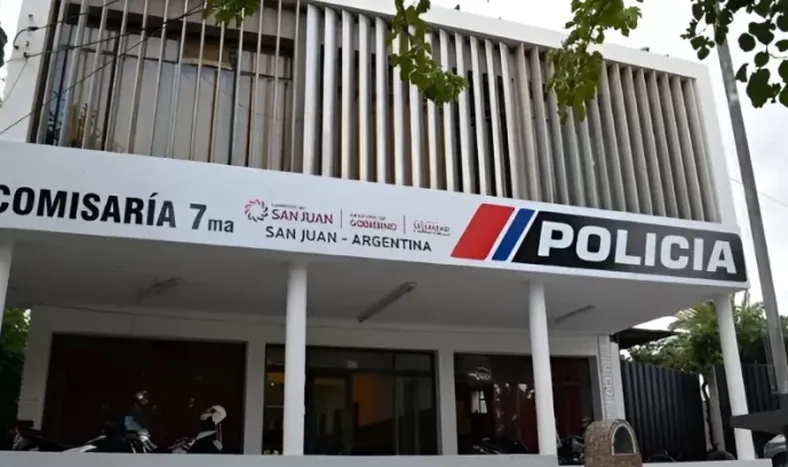 COMISARÍA 7ma
SAN JUAN
GOBIERNO
SAN JUAN - ARGENTINA
POLICIA